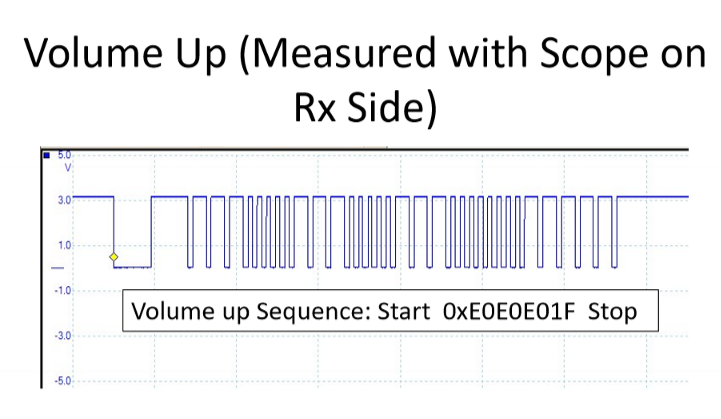 Volume Up (Measured with Scope on
Rx Side)
5.0
V
3.0
1.0
-1.0
Volume up Sequence: Start 0xE0E0E01F Stop
-3.0
-5.0